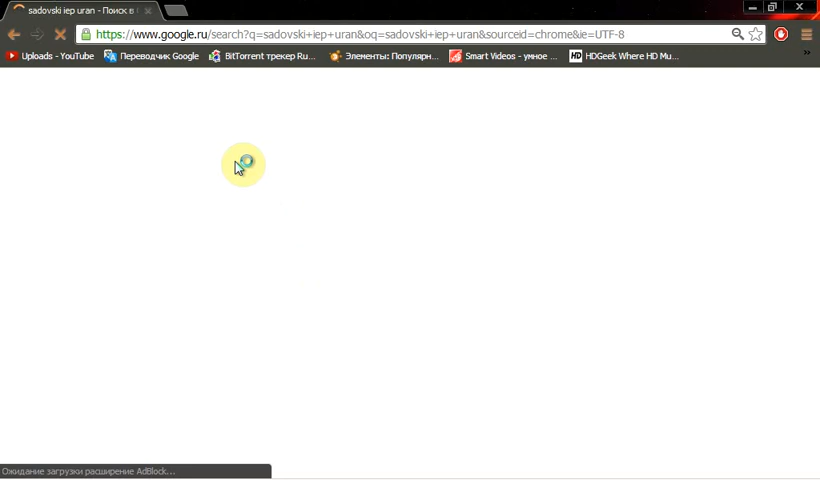 sadovski iep uran - Поиск в
https://www.google.ru/search?q=sadovski+iep+uran&oq=sadovski+iep+uran&sourceid=chrome&ie=UTF-8
Uploads - YouTube Переводчик Google BitTorrent трекер Ru... Элементы: Популярн... Smart Videos - умное ... HD HDGeek Where HD Mu...
Ожидание загрузки расширение AdBlock...